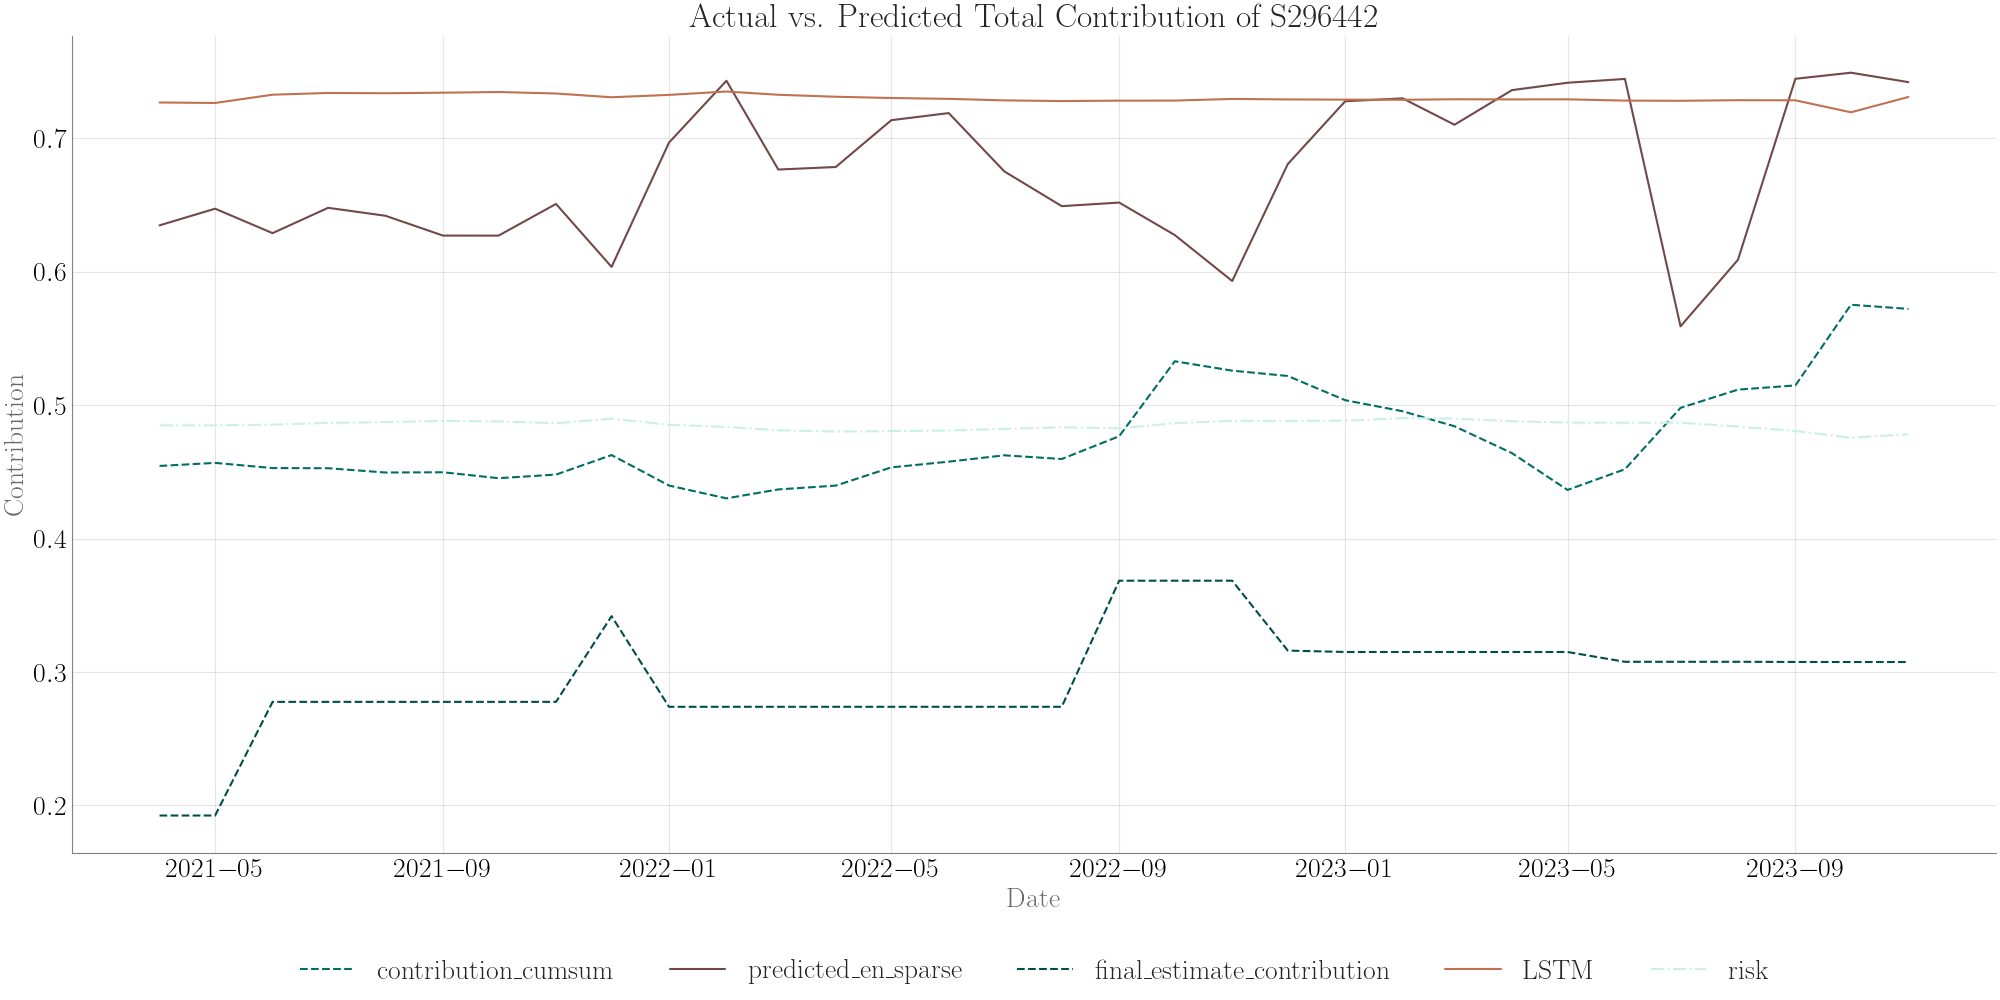 Actual vs. Predicted Total Contribution of S296442
Contribution
0.7
0.6
0.5
0.4
0.3
0.2
2021−05 2021−09 2022−01 2022−05 2022−09 2023−01 2023−05 2023−09
Date
contribution_cumsum predicted_en_sparse final_estimate_contribution LSTM risk